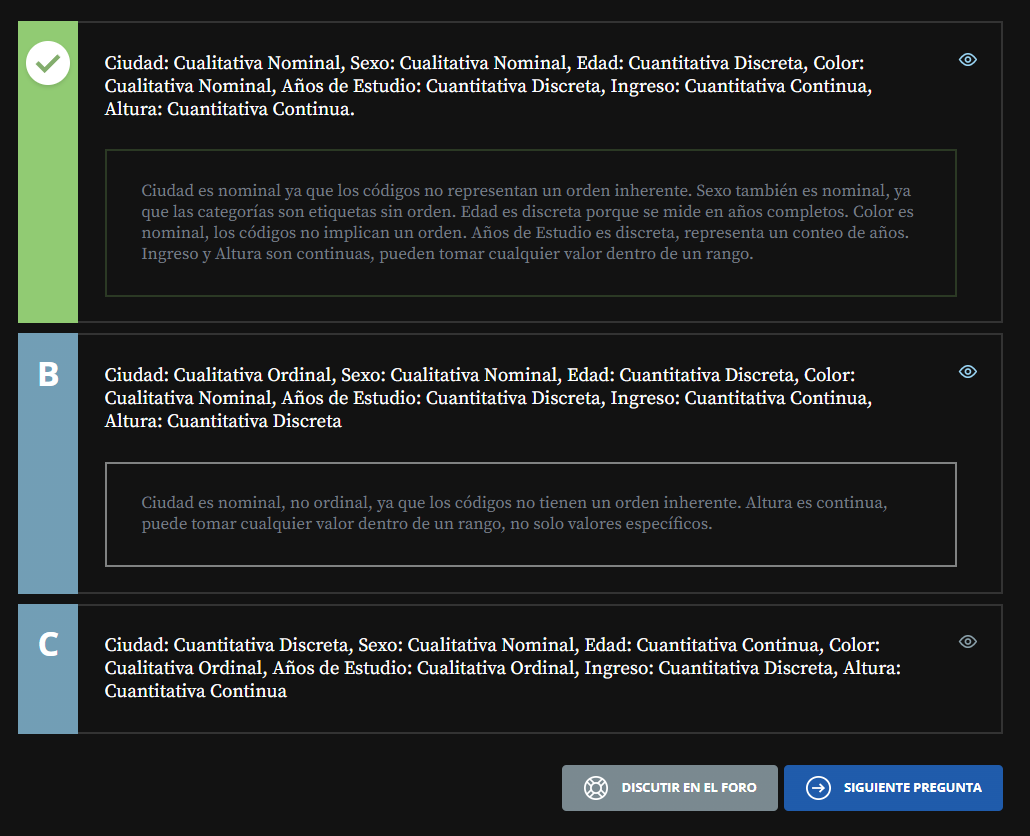 Ciudad: Cualitativa Nominal, Sexo: Cualitativa Nominal, Edad: Cuantitativa Discreta, Color:
Cualitativa Nominal, Años de Estudio: Cuantitativa Discreta, Ingreso: Cuantitativa Continua,
Altura: Cuantitativa Continua.
Ciudad es nominal ya que los códigos no representan un orden inherente. Sexo también es nominal, ya
que las categorías son etiquetas sin orden. Edad es discreta porque se mide en años completos. Color es
nominal, los códigos no implican un orden. Años de Estudio es discreta, representa un conteo de años.
Ingreso y Altura son continuas, pueden tomar cualquier valor dentro de un rango.
B
Ciudad: Cualitativa Ordinal, Sexo: Cualitativa Nominal, Edad: Cuantitativa Discreta, Color:
Cualitativa Nominal, Años de Estudio: Cuantitativa Discreta, Ingreso: Cuantitativa Continua,
Altura: Cuantitativa Discreta
Ciudad es nominal, no ordinal, ya que los códigos no tienen un orden inherente. Altura es continua,
puede tomar cualquier valor dentro de un rango, no solo valores específicos.
C
Ciudad: Cuantitativa Discreta, Sexo: Cualitativa Nominal, Edad: Cuantitativa Continua, Color:
Cualitativa Ordinal, Años de Estudio: Cualitativa Ordinal, Ingreso: Cuantitativa Discreta, Altura:
Cuantitativa Continua
DISCUTIR EN EL FORO
SIGUIENTE PREGUNTA